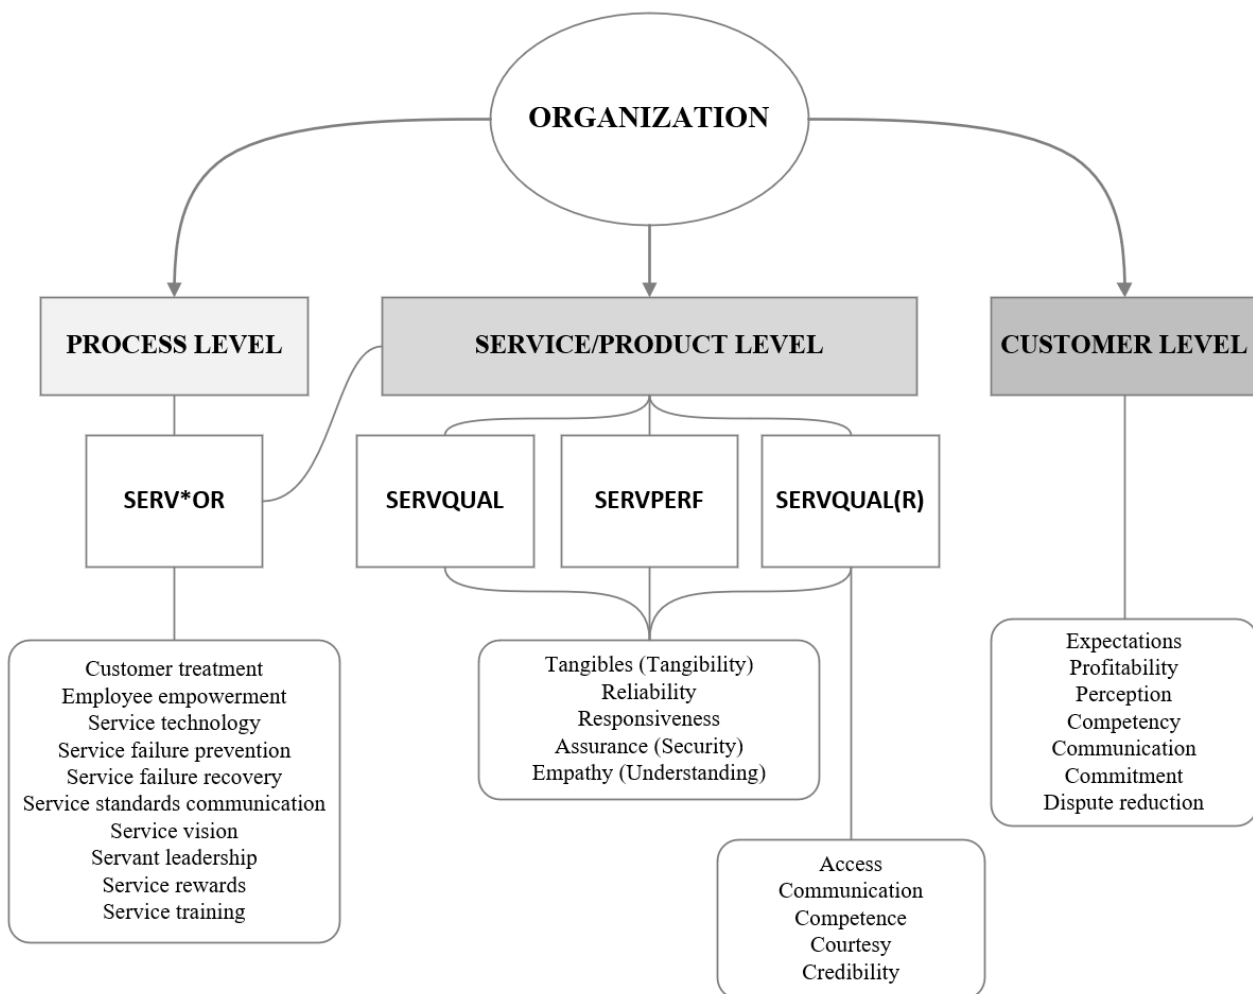 ORGANIZATION
PROCESS LEVEL
SERVICE/PRODUCT LEVEL
CUSTOMER LEVEL
SERV*OR
SERVQUAL
SERVPERF
SERVQUAL(R)
Customer treatment
Employee empowerment
Service technology
Service failure prevention
Service failure recovery
Service standards communication
Service vision
Servant leadership
Service rewards
Service training
Tangibles (Tangibility)
Reliability
Responsiveness
Assurance (Security)
Empathy (Understanding)
Access
Communication
Competence
Courtesy
Credibility
Expectations
Profitability
Perception
Competency
Communication
Commitment
Dispute reduction